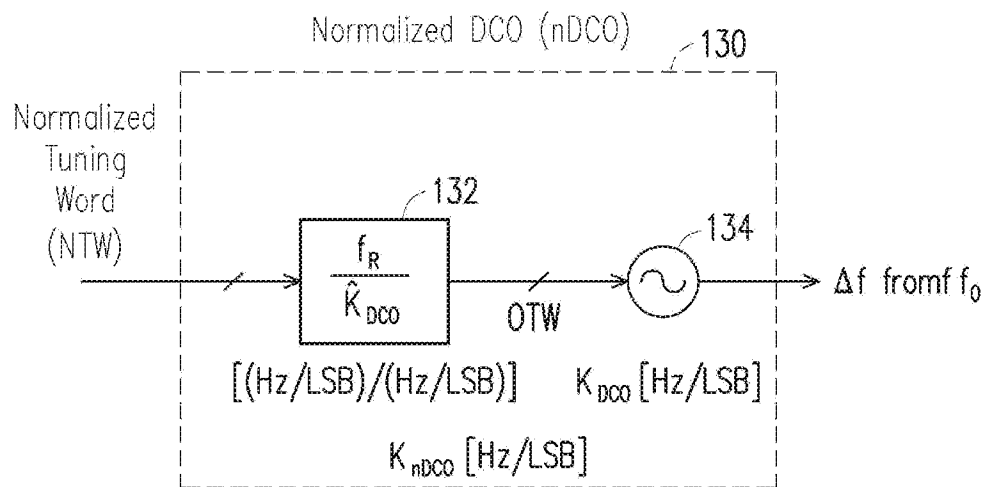 Normalized DCO (nDCO)
130
Normalized
Tuning
Word
(NTW)
132
f_R
K̂_DCO
134
OTW
Δf fromf f_0
[(Hz/LSB)/(Hz/LSB)]
K_DCO [Hz/LSB]
K_nDCO [Hz/LSB]